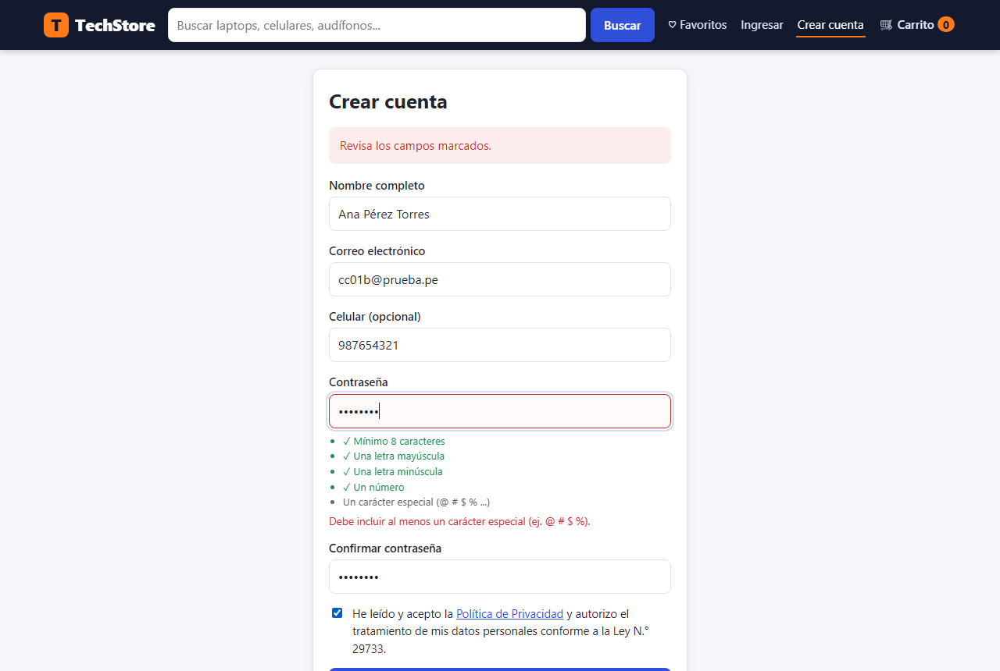 T TechStore
Buscar laptops, celulares, audífonos...
Buscar
♡ Favoritos
Ingresar
Crear cuenta
🛒 Carrito 0
Crear cuenta
Revisa los campos marcados.
Nombre completo
Ana Pérez Torres
Correo electrónico
cc01b@prueba.pe
Celular (opcional)
987654321
Contraseña
••••••••
• ✓ Mínimo 8 caracteres
• ✓ Una letra mayúscula
• ✓ Una letra minúscula
• ✓ Un número
• Un carácter especial (@ # $ % ...)
Debe incluir al menos un carácter especial (ej. @ # $ %).
Confirmar contraseña
••••••••
He leído y acepto la Política de Privacidad y autorizo el
tratamiento de mis datos personales conforme a la Ley N.°
29733.